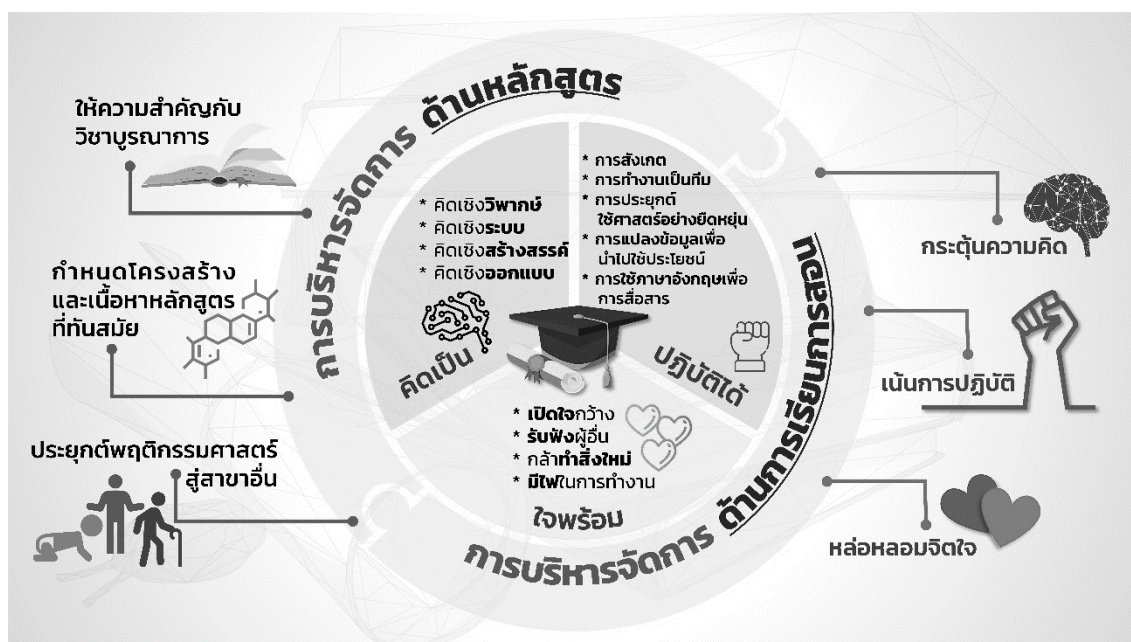 ให้ความสำคัญกับ
วิชาบูรณาการ
กำหนดโครงสร้าง
และเนื้อหาหลักสูตร
ที่ทันสมัย
ประยุกต์พฤติกรรมศาสตร์
สู่สาขาอื่น
การบริหารจัดการ ด้านหลักสูตร
* คิดเชิงวิพากษ์
* คิดเชิงระบบ
* คิดเชิงสร้างสรรค์
* คิดเชิงออกแบบ
คิดเป็น
* การสังเกต
* การทำงานเป็นทีม
* การประยุกต์
ใช้ศาสตร์อย่างยืดหยุ่น
* การแปลงข้อมูลเพื่อ
นำไปใช้ประโยชน์
* การใช้ภาษาอังกฤษเพื่อ
การสื่อสาร
ปฏิบัติได้
* เปิดใจกว้าง
* รับฟังผู้อื่น
* กล้าทำสิ่งใหม่
* มีไฟในการทำงาน
ใจพร้อม
การบริหารจัดการ ด้านการเรียนการสอน
กระตุ้นความคิด
เน้นการปฏิบัติ
หล่อหลอมจิตใจ